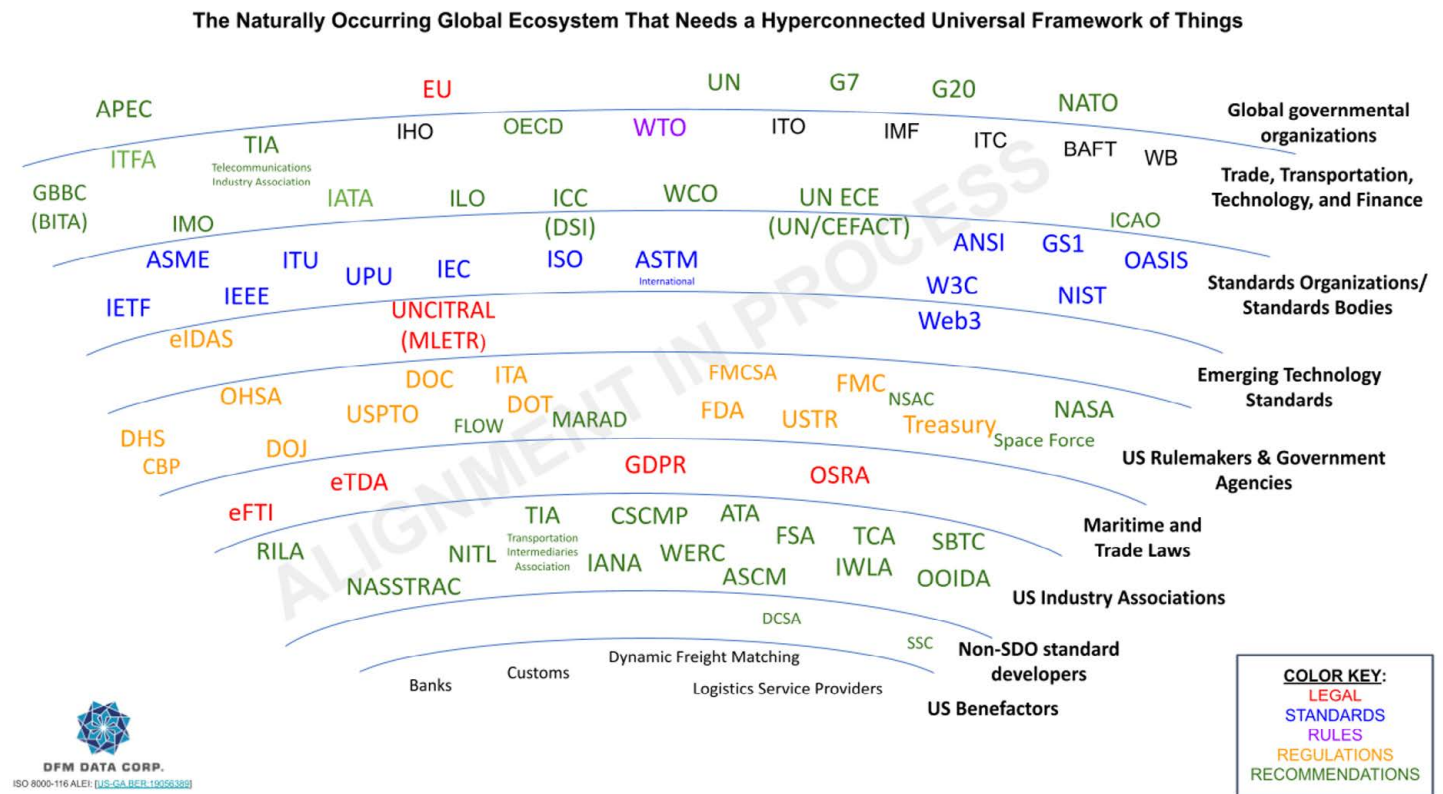 The Naturally Occurring Global Ecosystem That Needs a Hyperconnected Universal Framework of Things
APEC
EU
UN
G7
G20
NATO
Global governmental
organizations
ITFA
TIA
Telecommunications
Industry Association
IHO
OECD
WTO
ITO
IMF
ITC
BAFT
WB
Trade, Transportation,
Technology, and Finance
GBBC
(BITA)
IMO
IATA
ILO
ICC
(DSI)
WCO
UN ECE
(UN/CEFACT)
ICAO
ASME
ITU
UPU
IEC
ISO
ASTM
International
ANSI
GS1
OASIS
IETF
IEEE
W3C
NIST
Standards Organizations/
Standards Bodies
eIDAS
UNCITRAL
(MLETR)
Web3
Emerging Technology
Standards
OHSA
DOC
ITA
FMCSA
FMC
NSAC
NASA
USPTO
DOT
FLOW
MARAD
FDA
USTR
Treasury
Space Force
DHS
CBP
DOJ
US Rulemakers & Government
Agencies
eFTI
eTDA
GDPR
OSRA
Maritime and
Trade Laws
RILA
NITL
TIA
Transportation
Intermediaries
Association
CSCMP
ATA
FSA
TCA
SBTC
NASSTRAC
IANA
WERC
ASCM
IWLA
OOIDA
US Industry Associations
DCSA
SSC
Non-SDO standard
developers
Banks
Customs
Dynamic Freight Matching
Logistics Service Providers
US Benefactors
ALIGNMENT IN PROCESS
DFM DATA CORP.
ISO 8000-116 ALEI: [US-GA.BER:19056389]
COLOR KEY:
LEGAL
STANDARDS
RULES
REGULATIONS
RECOMMENDATIONS